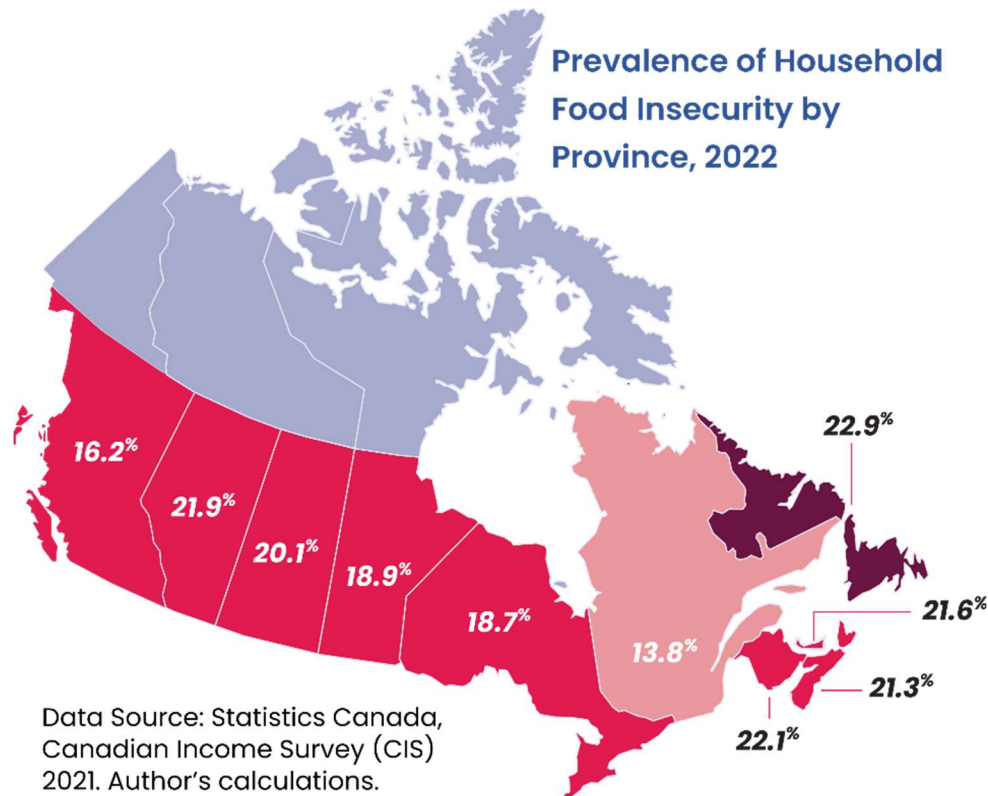 Prevalence of Household
Food Insecurity by
Province, 2022
22.9%
16.2%
21.9%
20.1%
18.9%
18.7%
13.8%
21.6%
21.3%
22.1%
Data Source: Statistics Canada,
Canadian Income Survey (CIS)
2021. Author’s calculations.